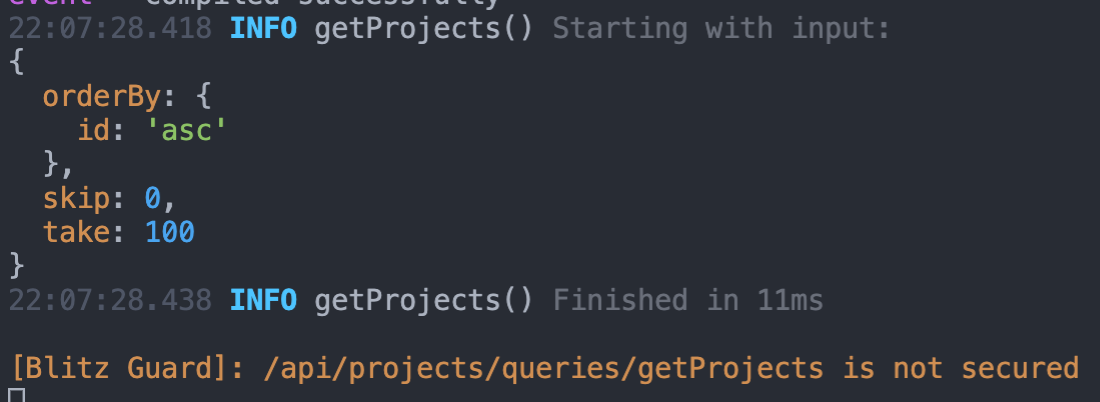 event compiled successfully
22:07:28.418 INFO getProjects() Starting with input:
{
  orderBy: {
    id: 'asc'
  },
  skip: 0,
  take: 100
}
22:07:28.438 INFO getProjects() Finished in 11ms
[Blitz Guard]: /api/projects/queries/getProjects is not secured